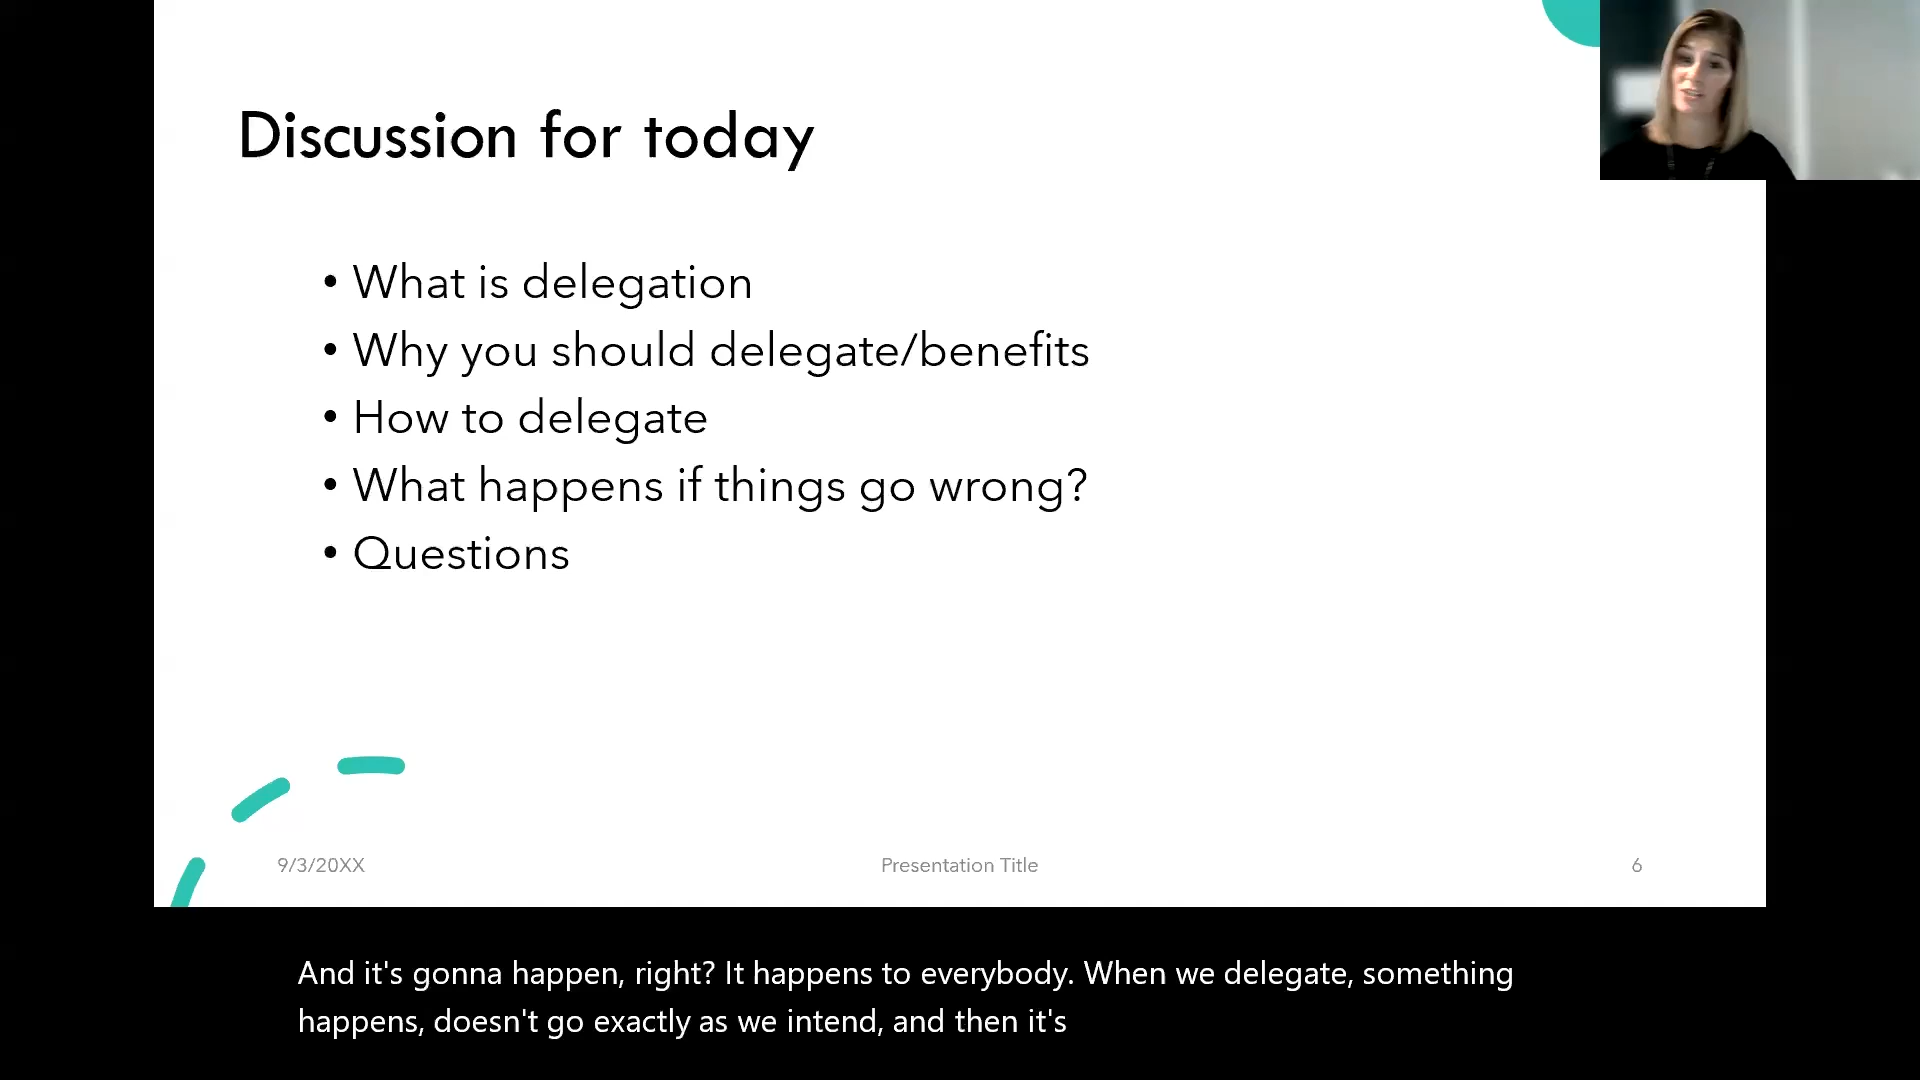 Discussion for today
• What is delegation
• Why you should delegate/benefits
• How to delegate
• What happens if things go wrong?
• Questions
9/3/20XX
Presentation Title
6
And it's gonna happen, right? It happens to everybody. When we delegate, something
happens, doesn't go exactly as we intend, and then it's